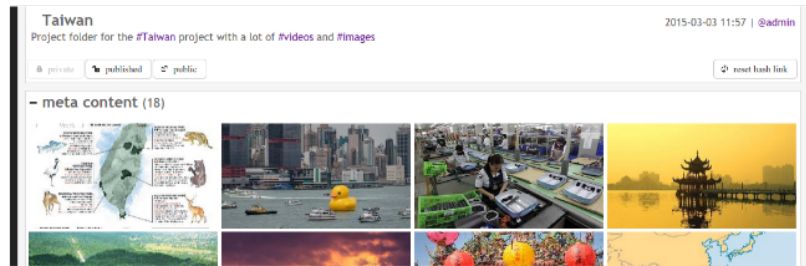 Taiwan
2015-03-03 11:57 | @admin
Project folder for the #Taiwan project with a lot of #videos and #images
private published public reset hash link
– meta content (18)